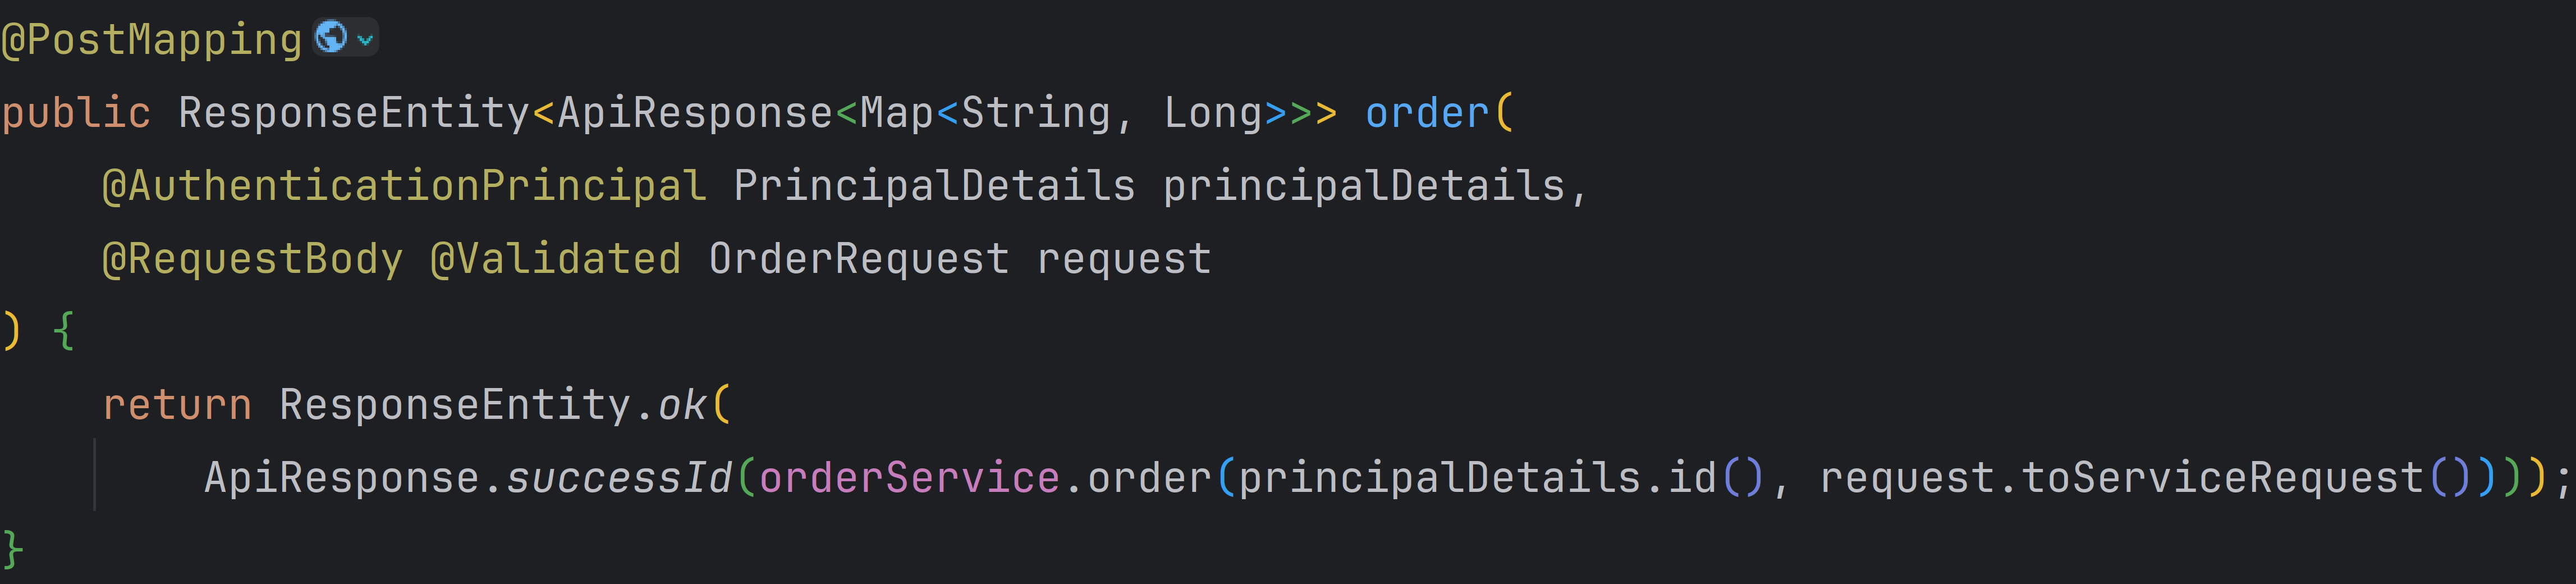 @PostMapping
public ResponseEntity<ApiResponse<Map<String, Long>>> order(
    @AuthenticationPrincipal PrincipalDetails principalDetails,
    @RequestBody @Validated OrderRequest request
) {
    return ResponseEntity.ok(
        ApiResponse.successId(orderService.order(principalDetails.id(), request.toServiceRequest())));
}